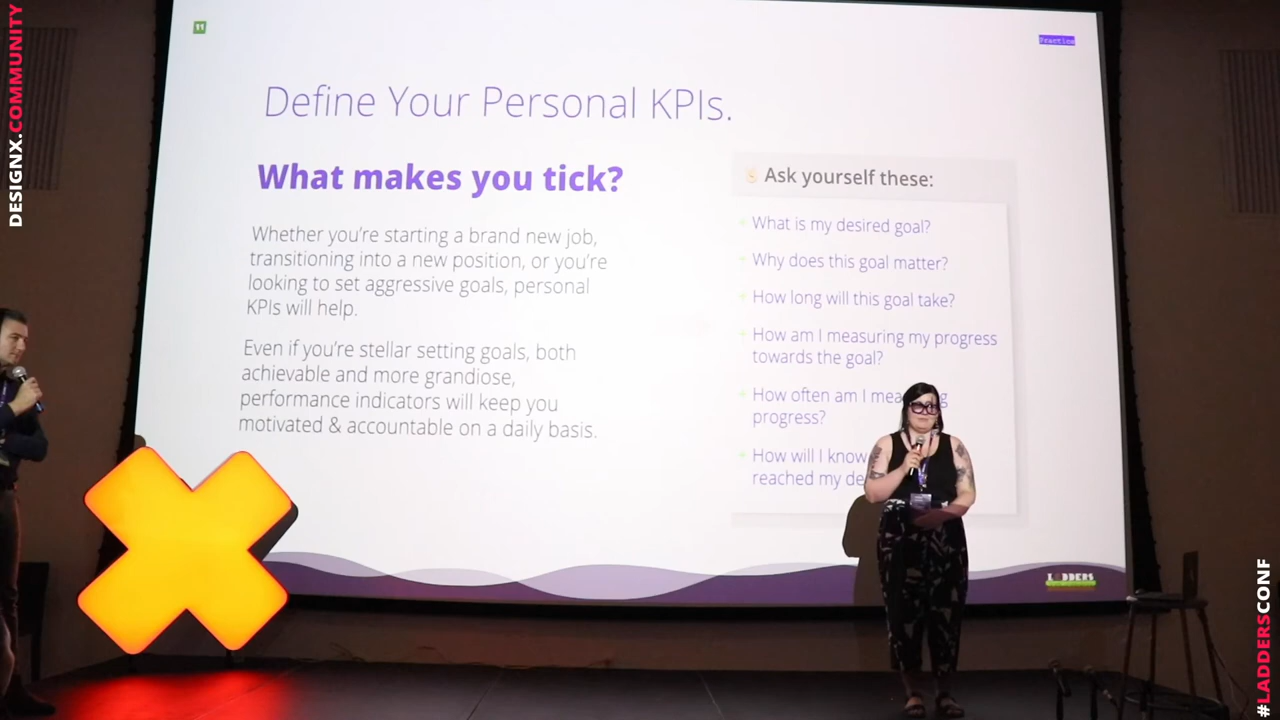 DESIGNX.COMMUNITY
11
Practice
Define Your Personal KPIs.
What makes you tick?
Whether you're starting a brand new job,
transitioning into a new position, or you're
looking to set aggressive goals, personal
KPIs will help.
Even if you're stellar setting goals, both
achievable and more grandiose,
performance indicators will keep you
motivated & accountable on a daily basis.
Ask yourself these:
What is my desired goal?
Why does this goal matter?
How long will this goal take?
How am I measuring my progress
towards the goal?
How often am I
progress?
How will I know
reached my
LADDERS
#LADDERSCONF